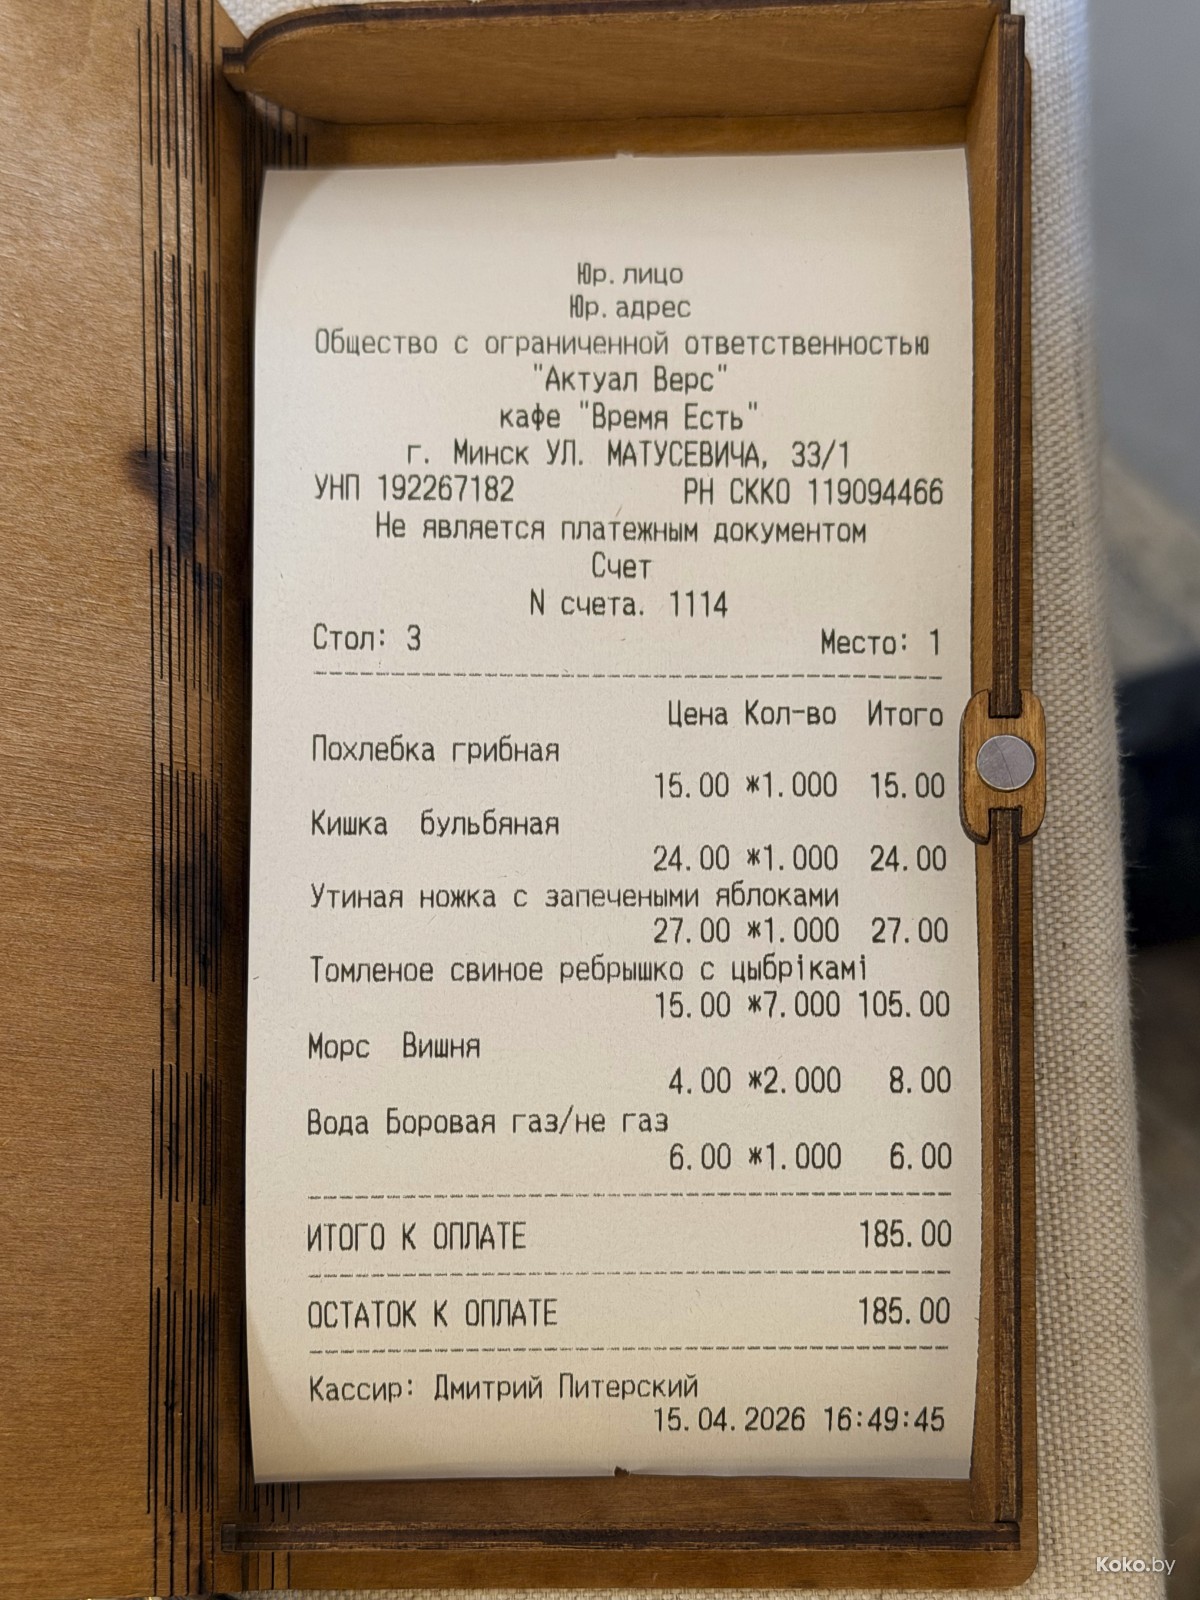 Юр. лицо
Юр. адрес
Общество с ограниченной ответственностью
"Актуал Верс"
кафе "Время Есть"
г. Минск УЛ. МАТУСЕВИЧА, 33/1
УНП 192267182 РН СККО 119094466
Не является платежным документом
Счет
N счета. 1114
Стол: 3 Место: 1
Цена Кол-во Итого
Похлебка грибная
15.00 *1.000 15.00
Кишка бульбяная
24.00 *1.000 24.00
Утиная ножка с запечеными яблоками
27.00 *1.000 27.00
Томленое свиное ребрышко с цыбрікамі
15.00 *7.000 105.00
Морс Вишня
4.00 *2.000 8.00
Вода Боровая газ/не газ
6.00 *1.000 6.00
ИТОГО К ОПЛАТЕ 185.00
ОСТАТОК К ОПЛАТЕ 185.00
Кассир: Дмитрий Питерский
15.04.2026 16:49:45
Koko.by